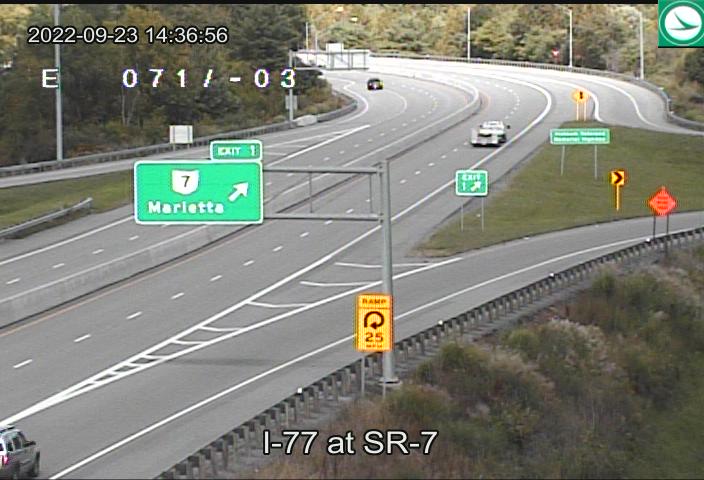 2022-09-23 14:36:56
E 071/-03
EXIT 1
7
Marietta
EXIT
1
RAMP
25
MPH
I-77 at SR-7